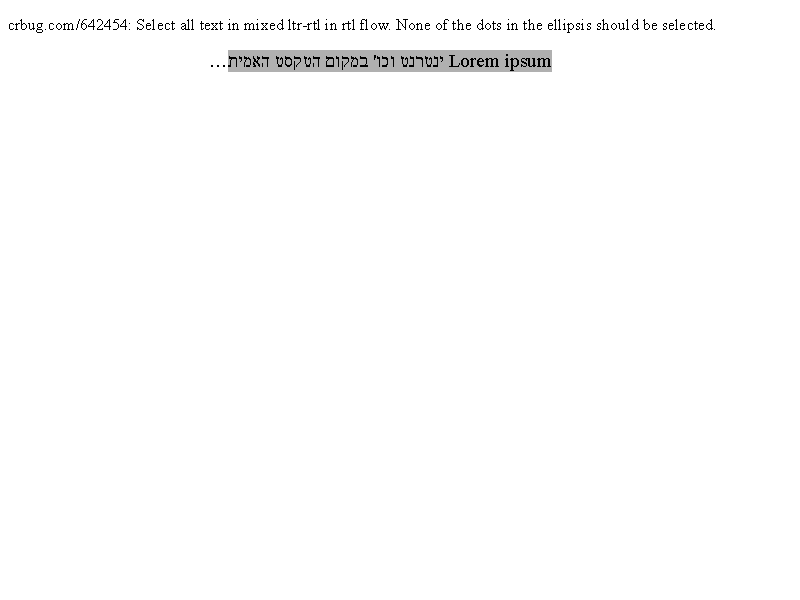 crbug.com/642454: Select all text in mixed ltr-rtl in rtl flow. None of the dots in the ellipsis should be selected.
Lorem ipsum ינטרנט וכו' במקום הטקסט האמית…